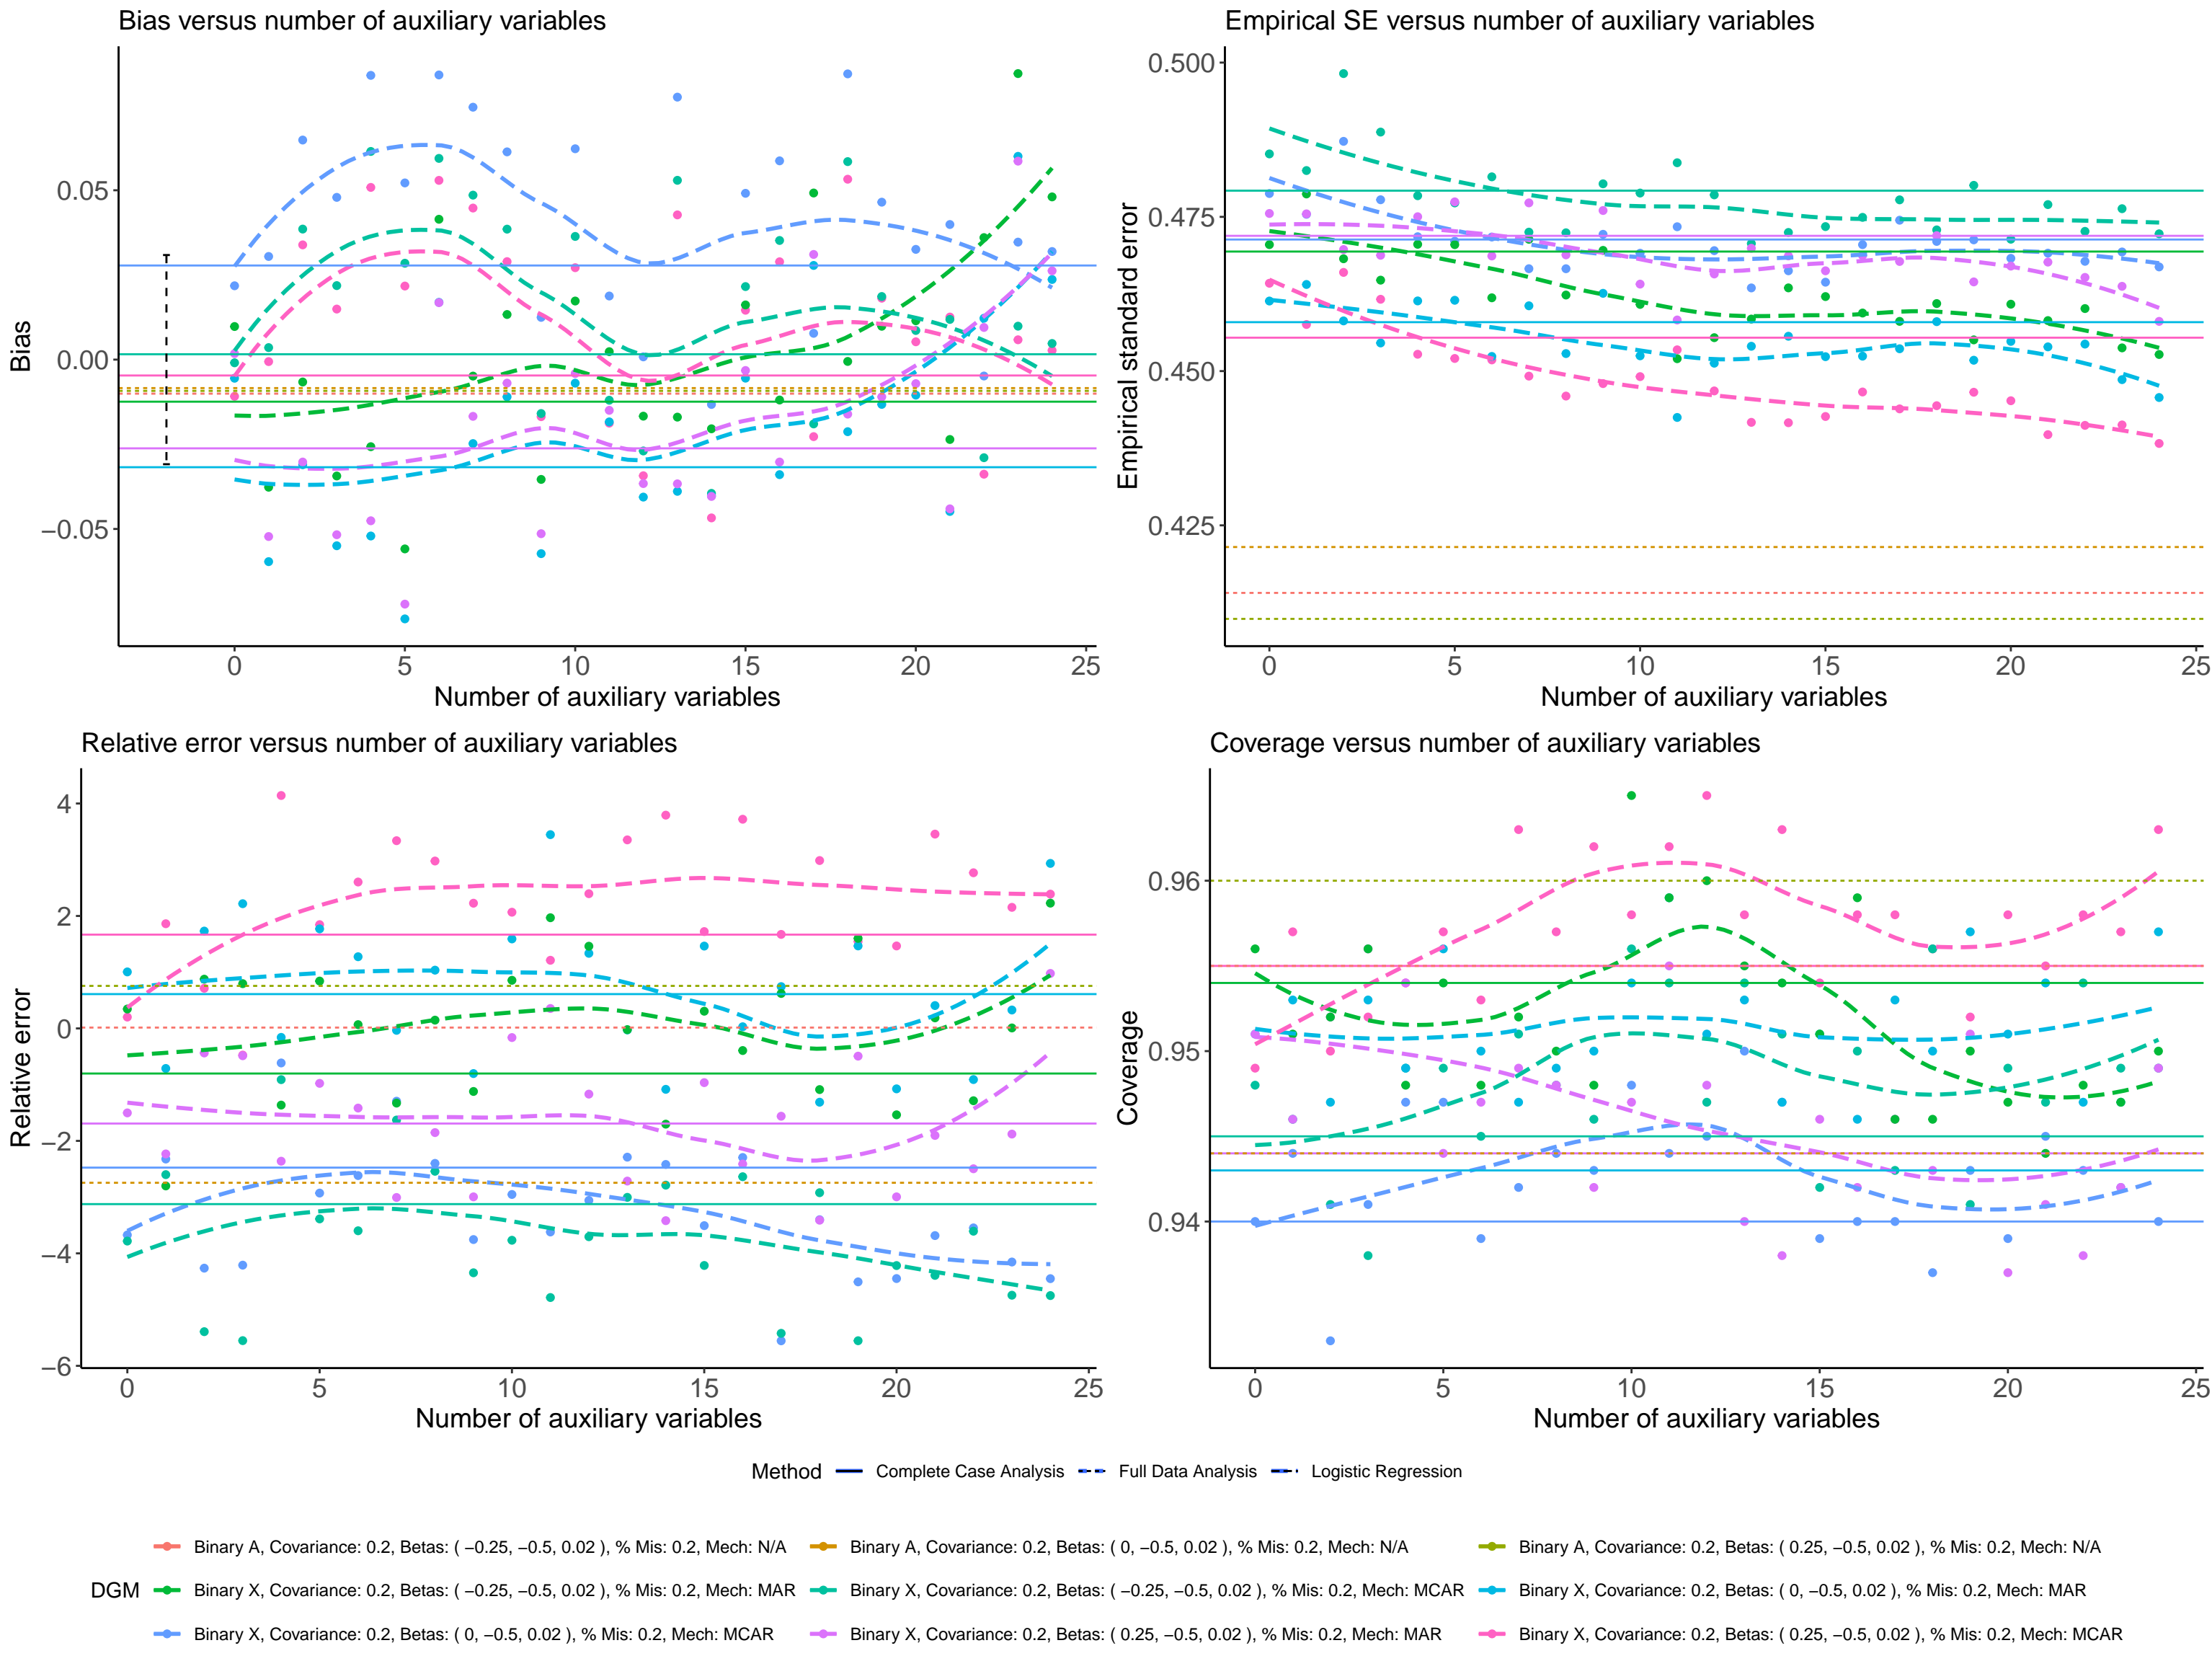 Bias versus number of auxiliary variables
Bias
0.05
0.00
−0.05
0 5 10 15 20 25
Number of auxiliary variables
Empirical SE versus number of auxiliary variables
Empirical standard error
0.500
0.475
0.450
0.425
0 5 10 15 20 25
Number of auxiliary variables
Relative error versus number of auxiliary variables
Relative error
4
2
0
−2
−4
−6
0 5 10 15 20 25
Number of auxiliary variables
Coverage versus number of auxiliary variables
Coverage
0.96
0.95
0.94
0 5 10 15 20 25
Number of auxiliary variables
Method Complete Case Analysis Full Data Analysis Logistic Regression
DGM
Binary A, Covariance: 0.2, Betas: ( −0.25, −0.5, 0.02 ), % Mis: 0.2, Mech: N/A
Binary A, Covariance: 0.2, Betas: ( 0, −0.5, 0.02 ), % Mis: 0.2, Mech: N/A
Binary A, Covariance: 0.2, Betas: ( 0.25, −0.5, 0.02 ), % Mis: 0.2, Mech: N/A
Binary X, Covariance: 0.2, Betas: ( −0.25, −0.5, 0.02 ), % Mis: 0.2, Mech: MAR
Binary X, Covariance: 0.2, Betas: ( −0.25, −0.5, 0.02 ), % Mis: 0.2, Mech: MCAR
Binary X, Covariance: 0.2, Betas: ( 0, −0.5, 0.02 ), % Mis: 0.2, Mech: MAR
Binary X, Covariance: 0.2, Betas: ( 0, −0.5, 0.02 ), % Mis: 0.2, Mech: MCAR
Binary X, Covariance: 0.2, Betas: ( 0.25, −0.5, 0.02 ), % Mis: 0.2, Mech: MAR
Binary X, Covariance: 0.2, Betas: ( 0.25, −0.5, 0.02 ), % Mis: 0.2, Mech: MCAR